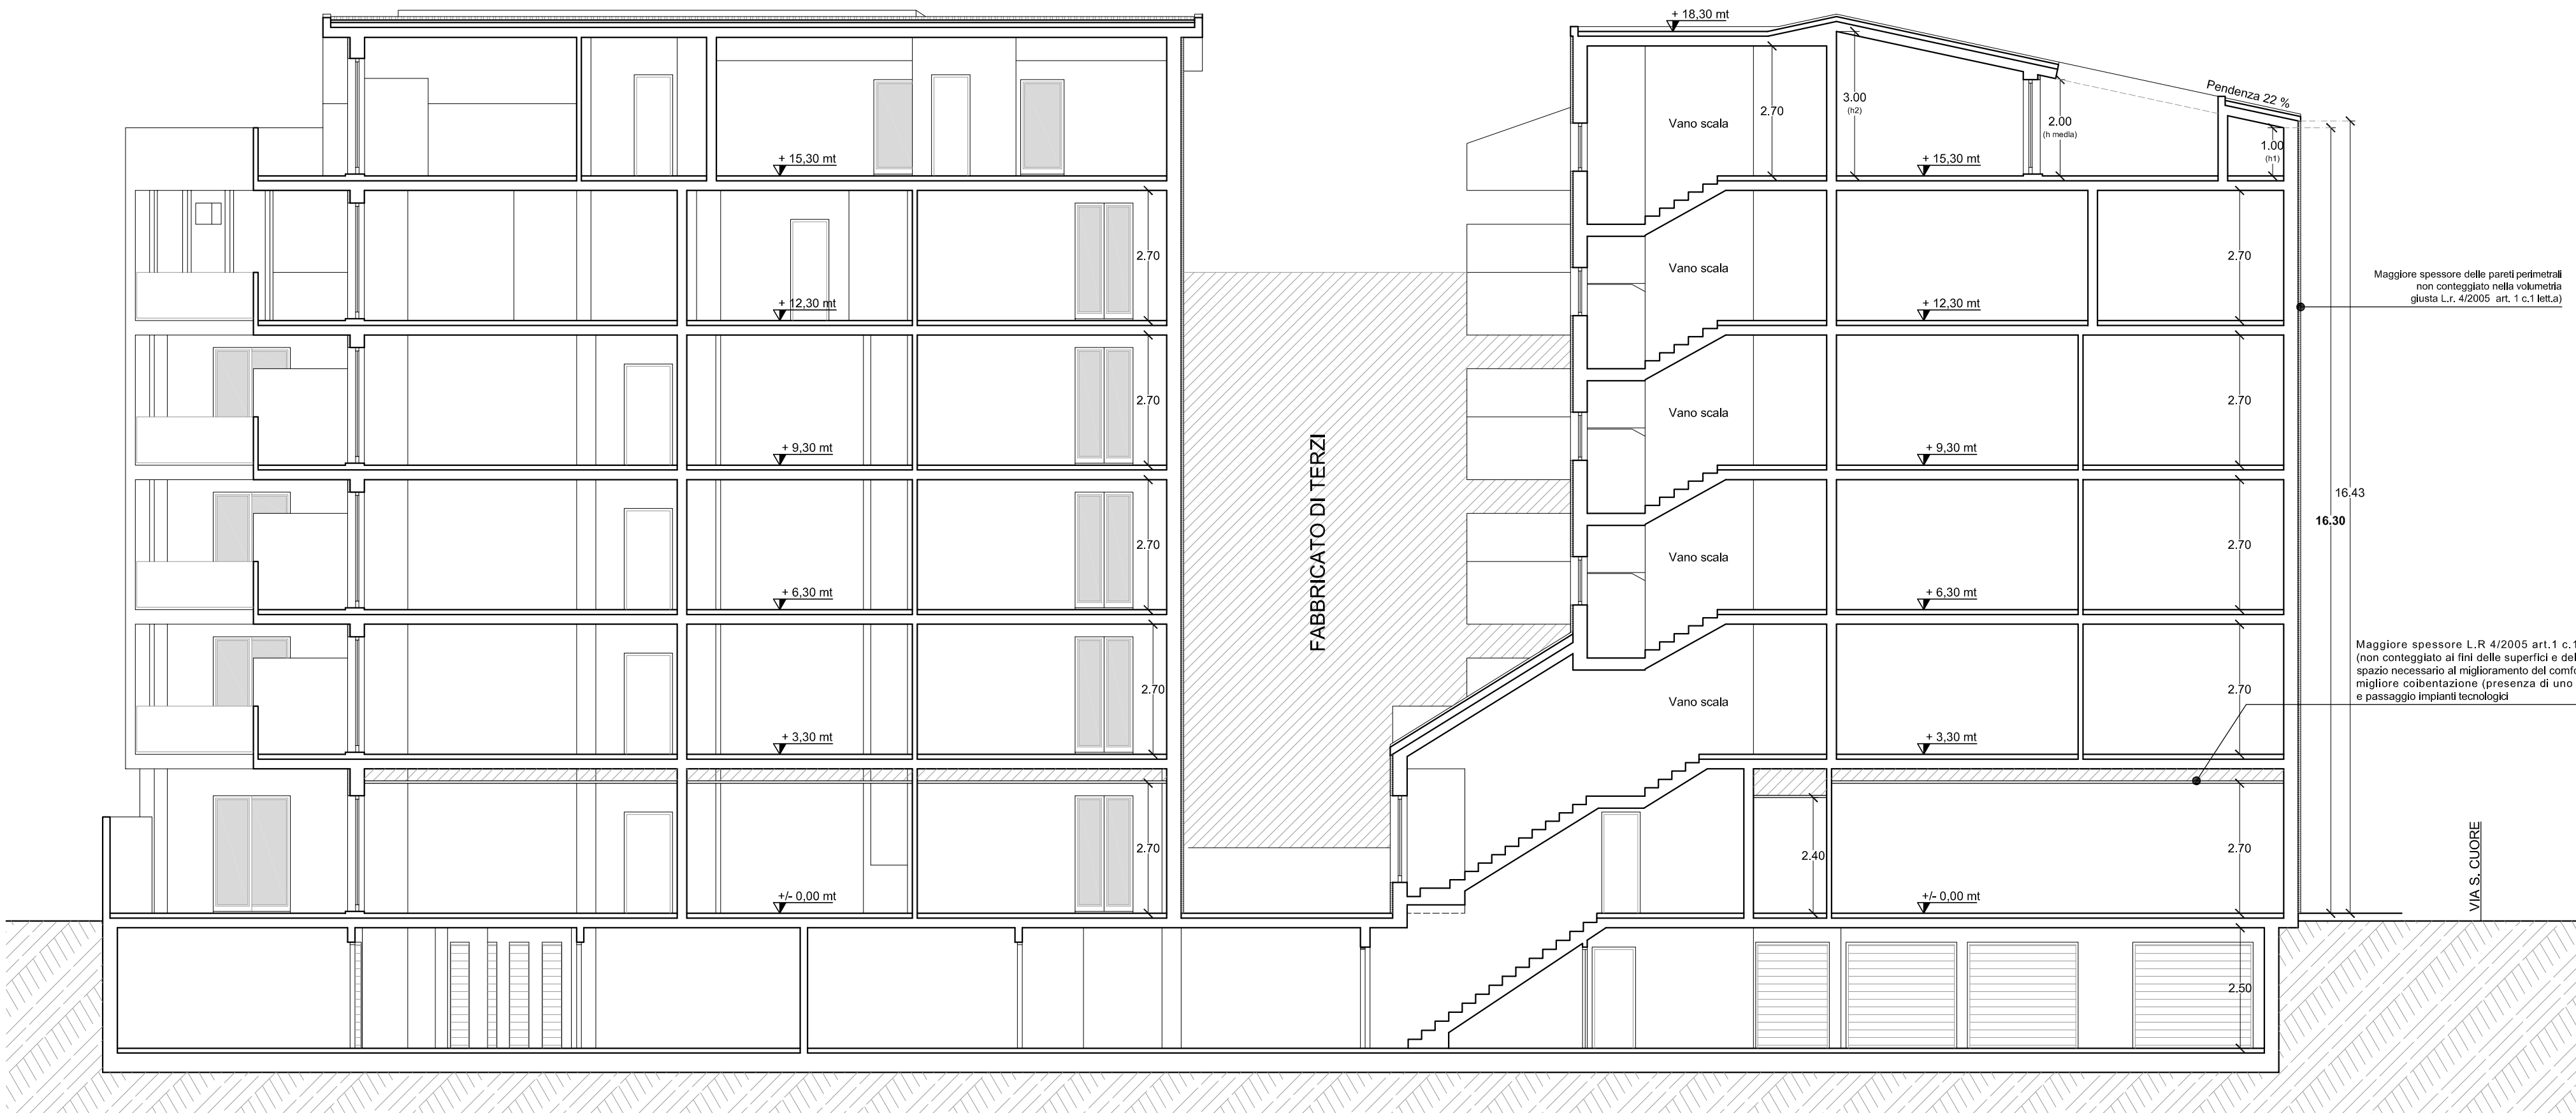 + 18,30 mt
Pendenza 22 %
3.00
(h2)
2.70
Vano scala
2.00
(h media)
1.00
(h1)
+ 15,30 mt
+ 15,30 mt
2.70
Vano scala
2.70
+ 12,30 mt
+ 12,30 mt
Maggiore spessore delle pareti perimetrali
non conteggiato nella volumetria
giusta L.r. 4/2005 art. 1 c.1 lett.a)
2.70
Vano scala
2.70
+ 9,30 mt
+ 9,30 mt
FABBRICATO DI TERZI
16.43
16.30
2.70
Vano scala
2.70
+ 6,30 mt
+ 6,30 mt
2.70
Vano scala
2.70
+ 3,30 mt
+ 3,30 mt
Maggiore spessore L.R 4/2005 art.1 c.1
(non conteggiato ai fini delle superfici e del
spazio necessario al miglioramento del comfo
migliore coibentazione (presenza di uno
e passaggio impianti tecnologici
2.70
2.40
2.70
+/- 0,00 mt
+/- 0,00 mt
VIA S. CUORE
2.50